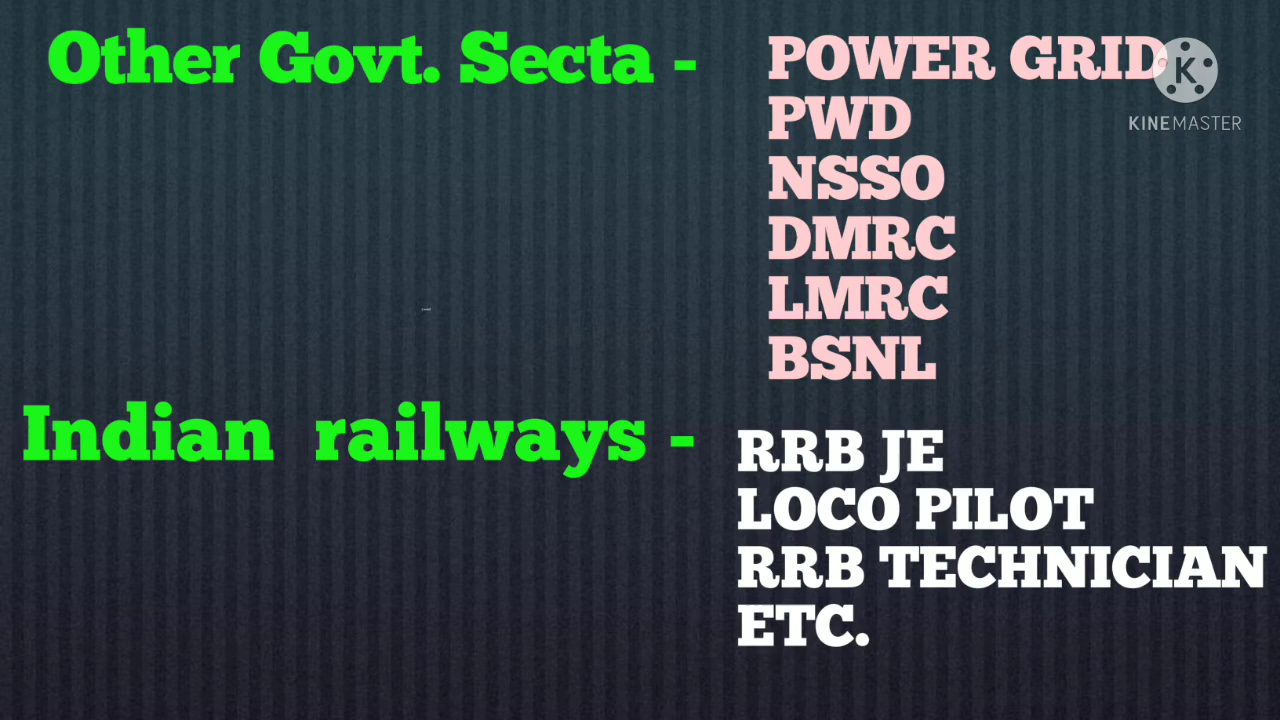 Other Govt. Secta - POWER GRID
PWD
NSSO
DMRC
LMRC
BSNL
Indian railways - RRB JE
LOCO PILOT
RRB TECHNICIAN
ETC.
K
KINEMASTER